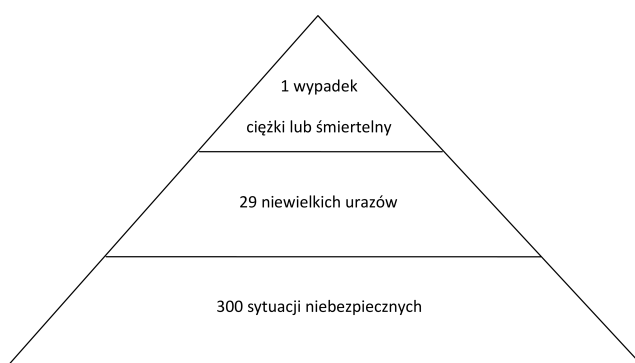 1 wypadek
ciężki lub śmiertelny
29 niewielkich urazów
300 sytuacji niebezpiecznych